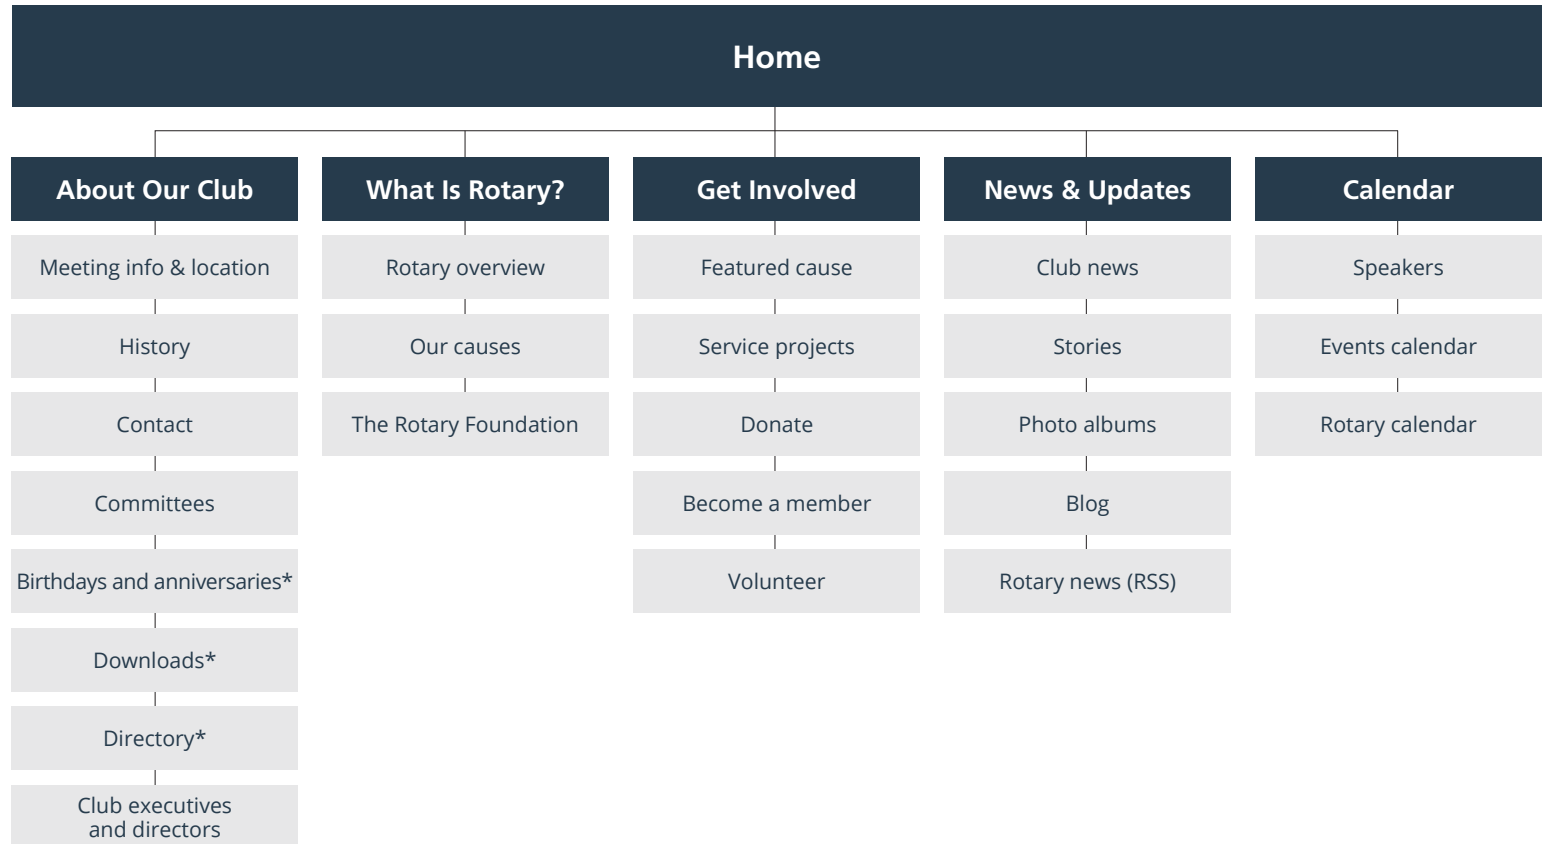 Home
About Our Club
Meeting info & location
History
Contact
Committees
Birthdays and anniversaries*
Downloads*
Directory*
Club executives
and directors
What Is Rotary?
Rotary overview
Our causes
The Rotary Foundation
Get Involved
Featured cause
Service projects
Donate
Become a member
Volunteer
News & Updates
Club news
Stories
Photo albums
Blog
Rotary news (RSS)
Calendar
Speakers
Events calendar
Rotary calendar